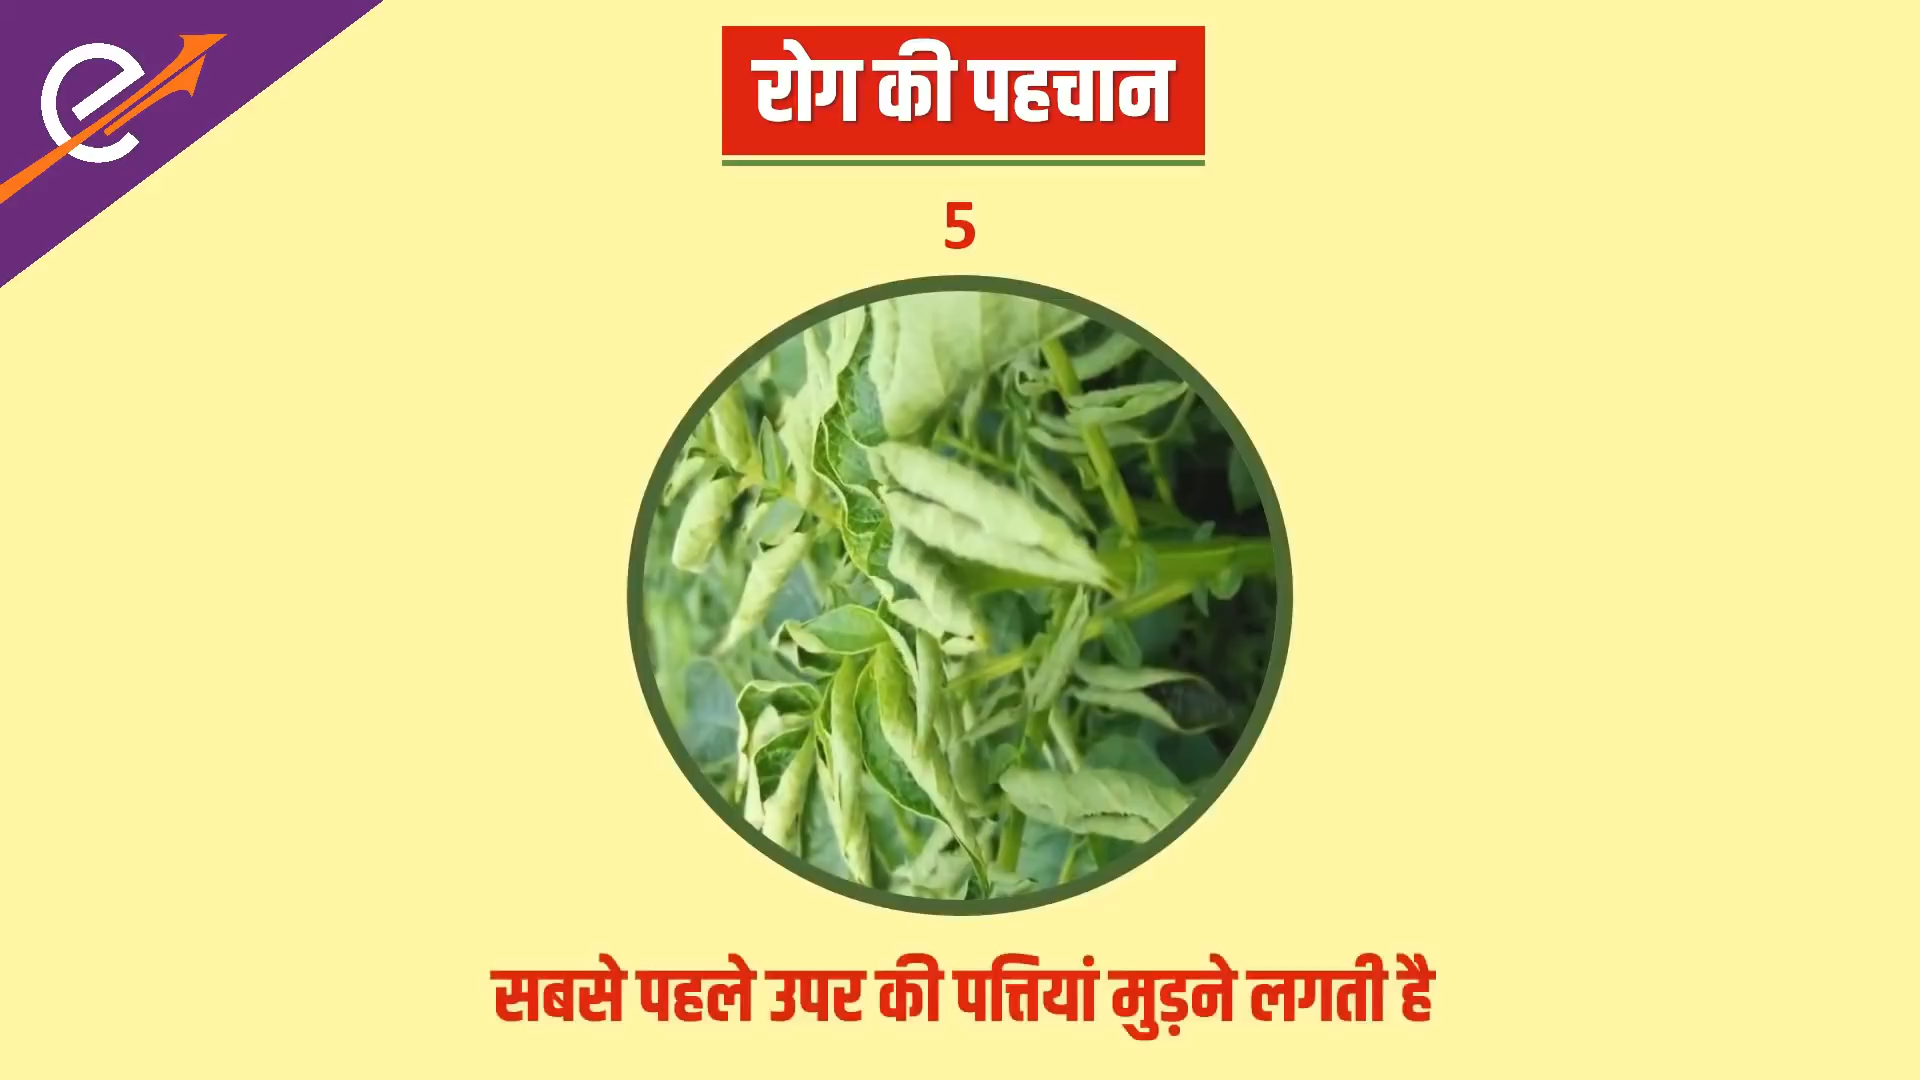 रोग की पहचान
5
सबसे पहले उपर की पत्तियां मुड़ने लगती है